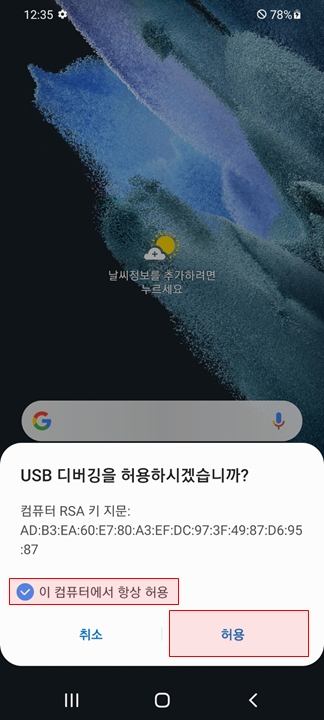 12:35 78%
날씨정보를 추가하려면
누르세요
USB 디버깅을 허용하시겠습니까?
컴퓨터 RSA 키 지문:
AD:B3:EA:60:E7:80:A3:EF:DC:97:3F:49:87:D6:95
:87
이 컴퓨터에서 항상 허용
취소 허용